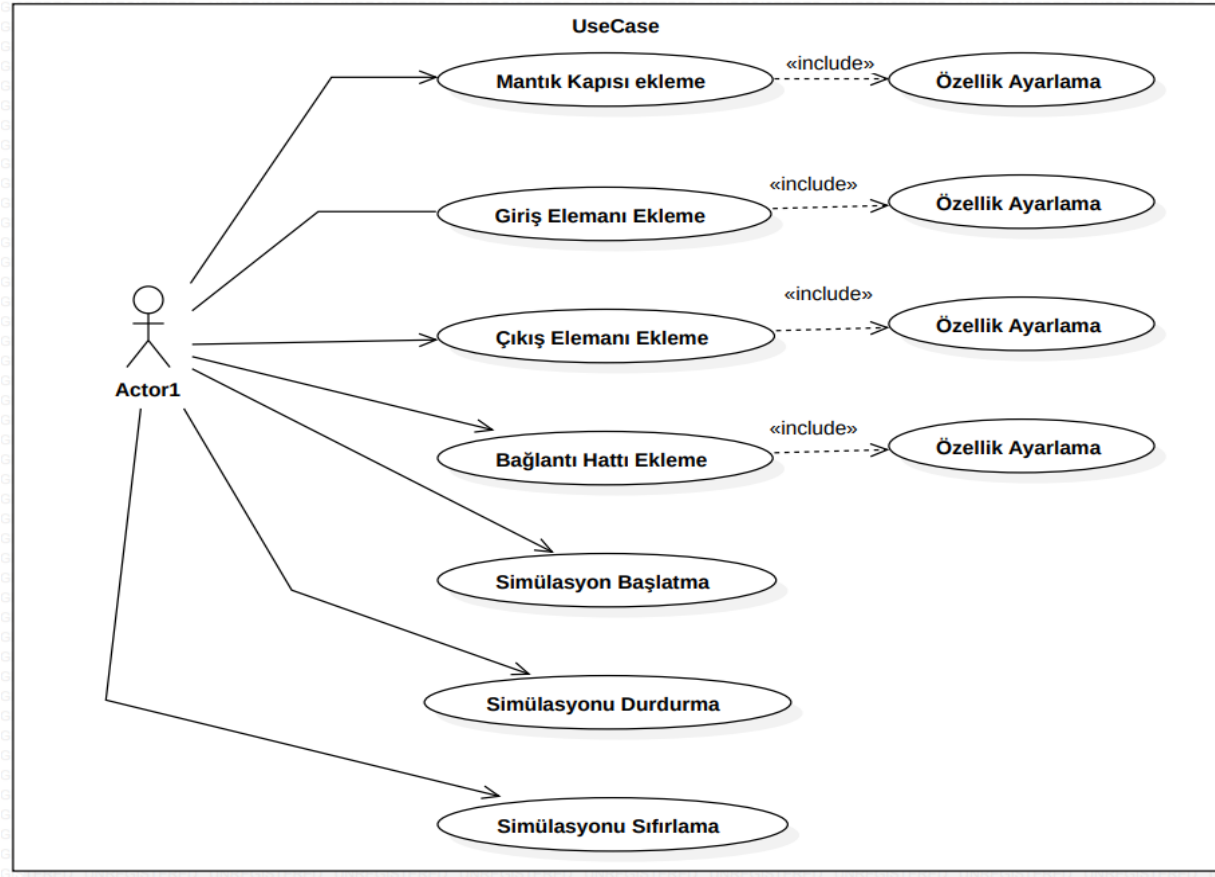 UseCase
Mantık Kapısı ekleme
«include»
Özellik Ayarlama
Giriş Elemanı Ekleme
«include»
Özellik Ayarlama
Çıkış Elemanı Ekleme
«include»
Özellik Ayarlama
Actor1
Bağlantı Hattı Ekleme
«include»
Özellik Ayarlama
Simülasyon Başlatma
Simülasyonu Durdurma
Simülasyonu Sıfırlama